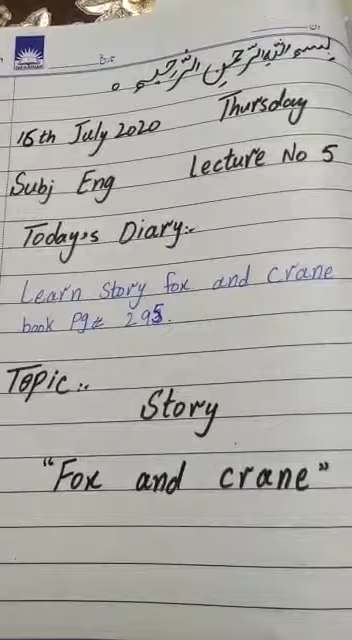 بسم اللہ الرحمن الرحیم ہ
Thursday
16th July 2020
Lecture No 5
Subj Eng
Today,s Diary:-
Learn Story fox and crane
book Pg# 295.
Topic:.
Story
"Fox and crane"